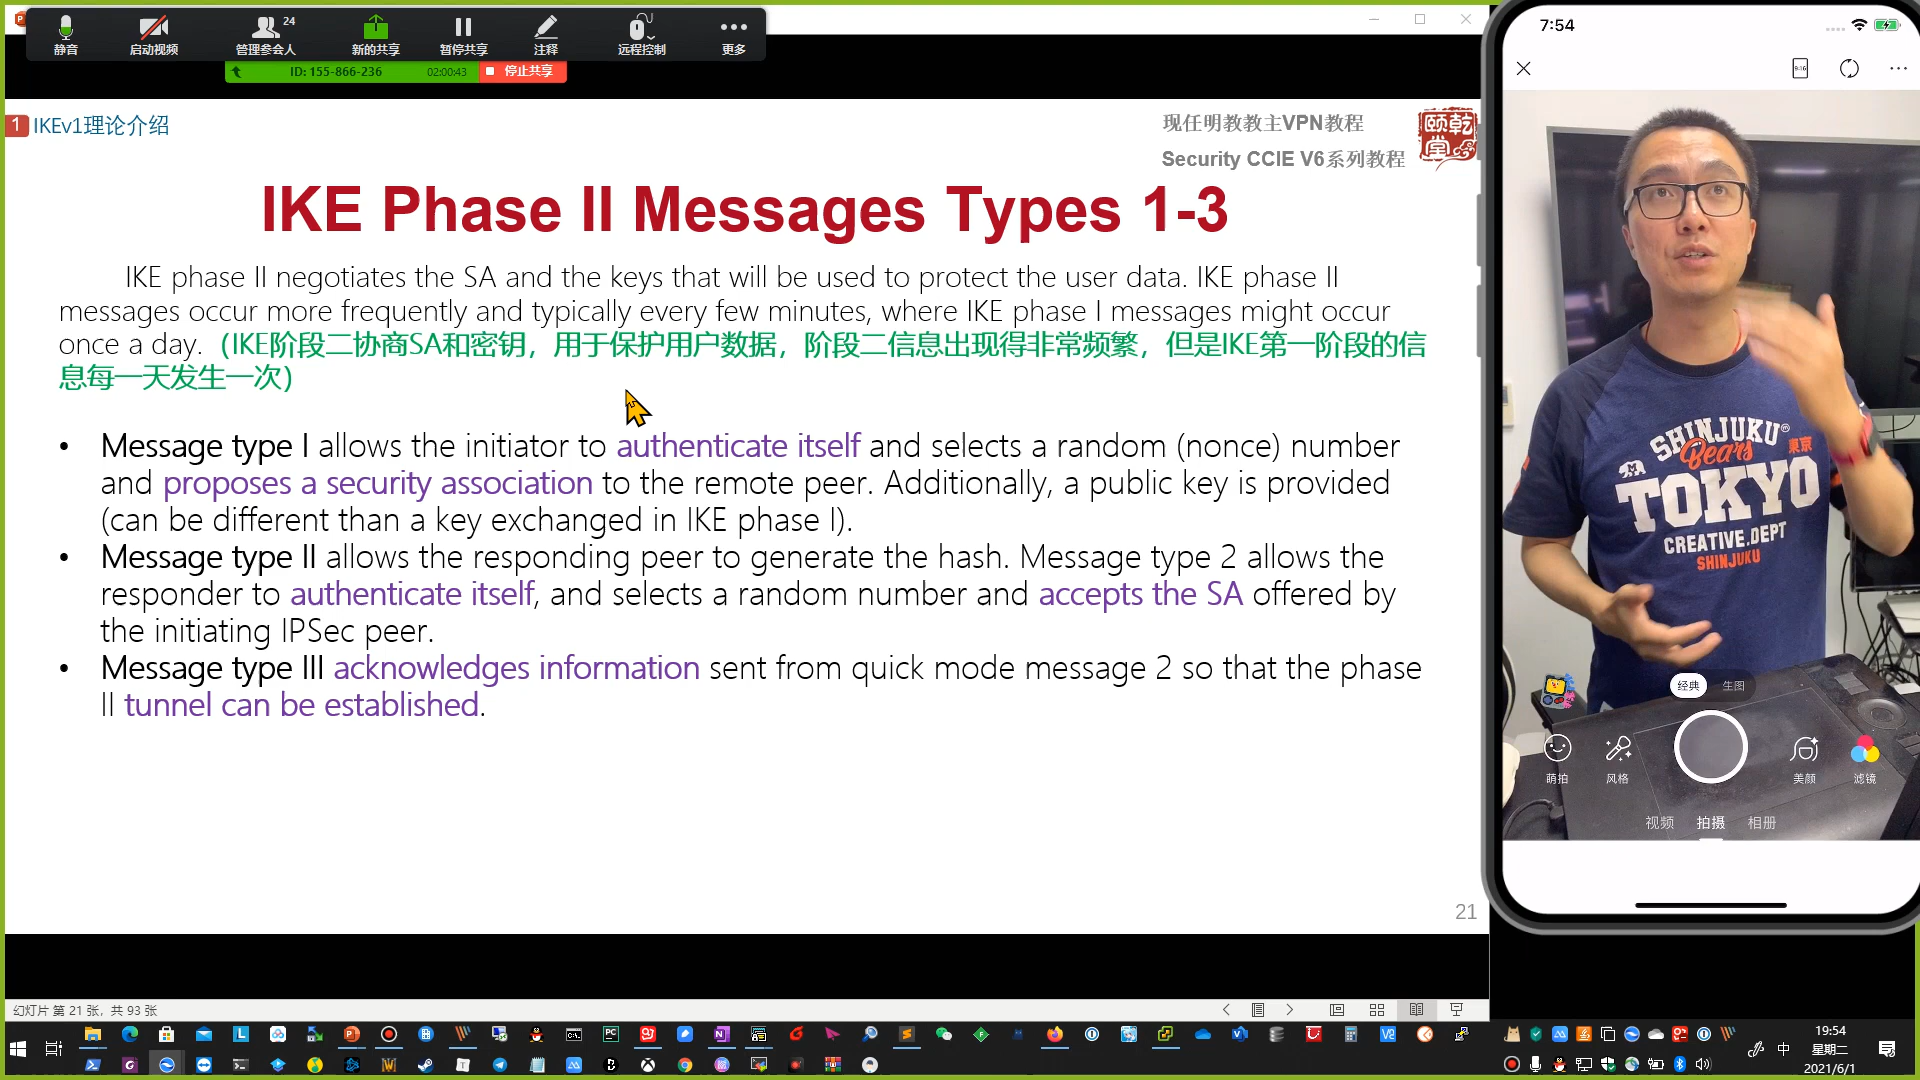 静音
启动视频
管理参会人
24
新的共享
暂停共享
注释
远程控制
更多
ID: 155-866-236
02:00:43
停止共享
1 IKEv1理论介绍
现任明教教主VPN教程
Security CCIE V6系列教程
颐乾堂
IKE Phase II Messages Types 1-3
IKE phase II negotiates the SA and the keys that will be used to protect the user data. IKE phase II
messages occur more frequently and typically every few minutes, where IKE phase I messages might occur
once a day.（IKE阶段二协商SA和密钥，用于保护用户数据，阶段二信息出现得非常频繁，但是IKE第一阶段的信
息每一天发生一次）
• Message type I allows the initiator to authenticate itself and selects a random (nonce) number
and proposes a security association to the remote peer. Additionally, a public key is provided
(can be different than a key exchanged in IKE phase I).
• Message type II allows the responding peer to generate the hash. Message type 2 allows the
responder to authenticate itself, and selects a random number and accepts the SA offered by
the initiating IPSec peer.
• Message type III acknowledges information sent from quick mode message 2 so that the phase
II tunnel can be established.
21
幻灯片 第 21 张，共 93 张
7:54
9:16
SHINJUKU
Bears
東京
TOKYO
CREATIVE.DEPT
SHINJUKU
经典
生图
萌拍
风格
美颜
滤镜
视频
拍摄
相册
中
19:54
星期二
2021/6/1